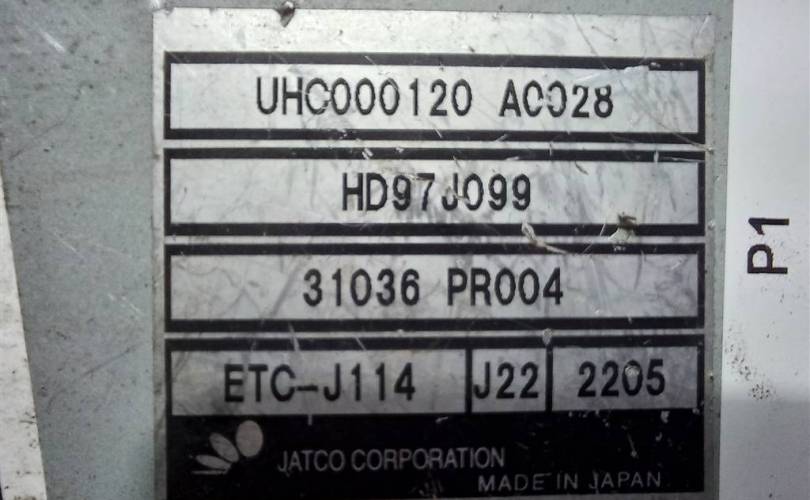 UHC000120 AC028
HD97J099
31036 PR004
ETC-J114 J22 2205
JATCO CORPORATION
MADE IN JAPAN
P1